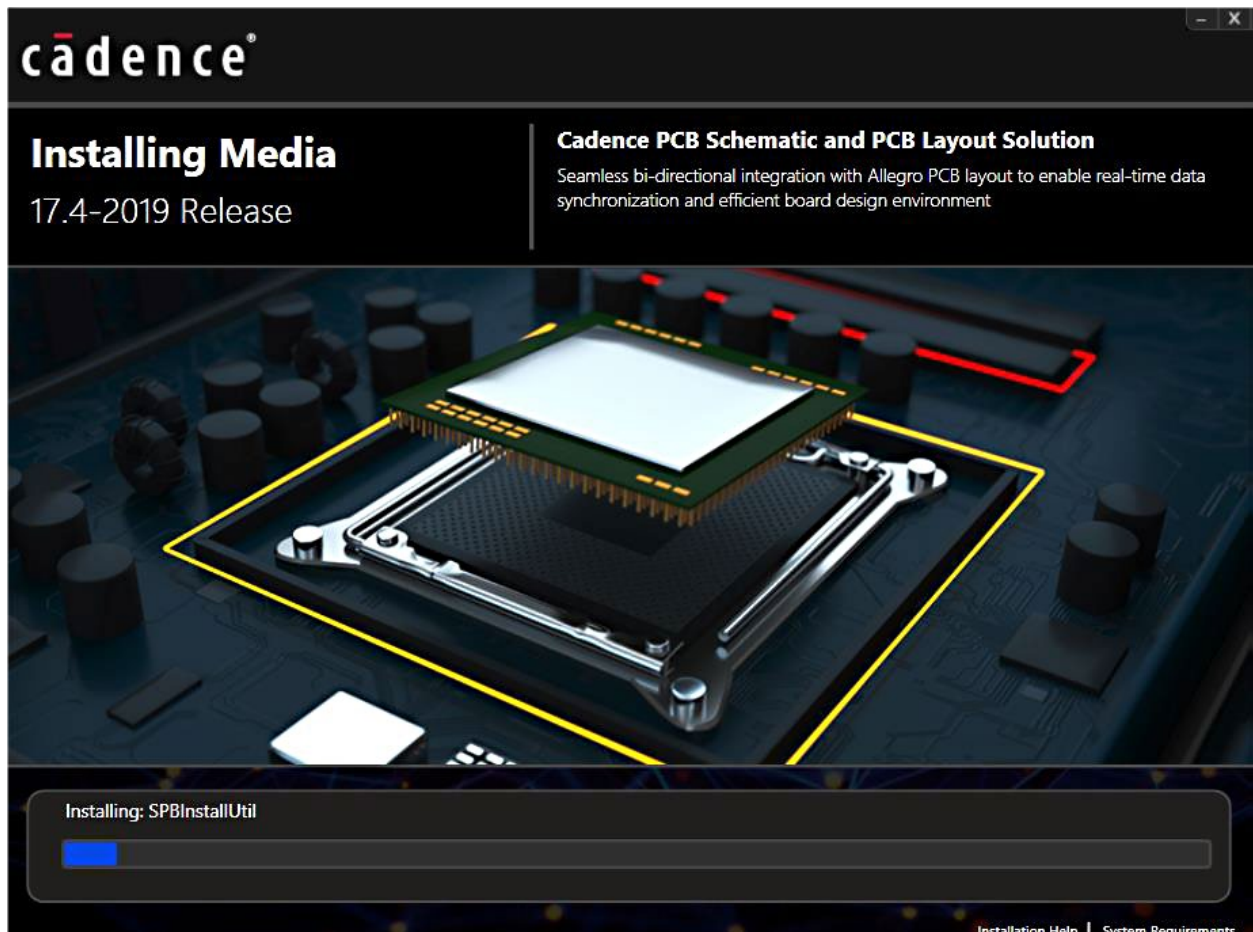 – X
cādence®
Installing Media
17.4-2019 Release
Cadence PCB Schematic and PCB Layout Solution
Seamless bi-directional integration with Allegro PCB layout to enable real-time data
synchronization and efficient board design environment
Installing: SPBInstallUtil
Installation Help | System Requirements